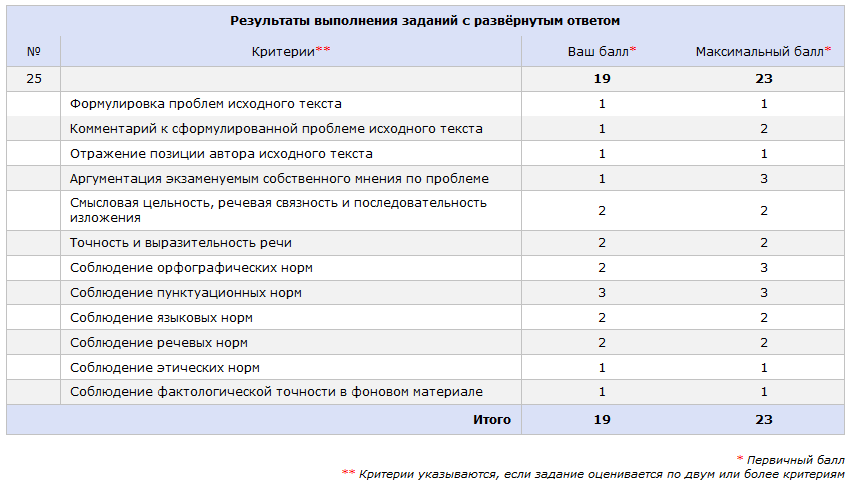 Результаты выполнения заданий с развёрнутым ответом
№ Критерии** Ваш балл* Максимальный балл*
25 19 23
Формулировка проблем исходного текста 1 1
Комментарий к сформулированной проблеме исходного текста 1 2
Отражение позиции автора исходного текста 1 1
Аргументация экзаменуемым собственного мнения по проблеме 1 3
Смысловая цельность, речевая связность и последовательность
изложения 2 2
Точность и выразительность речи 2 2
Соблюдение орфографических норм 2 3
Соблюдение пунктуационных норм 3 3
Соблюдение языковых норм 2 2
Соблюдение речевых норм 2 2
Соблюдение этических норм 1 1
Соблюдение фактологической точности в фоновом материале 1 1
Итого 19 23
* Первичный балл
** Критерии указываются, если задание оценивается по двум или более критериям